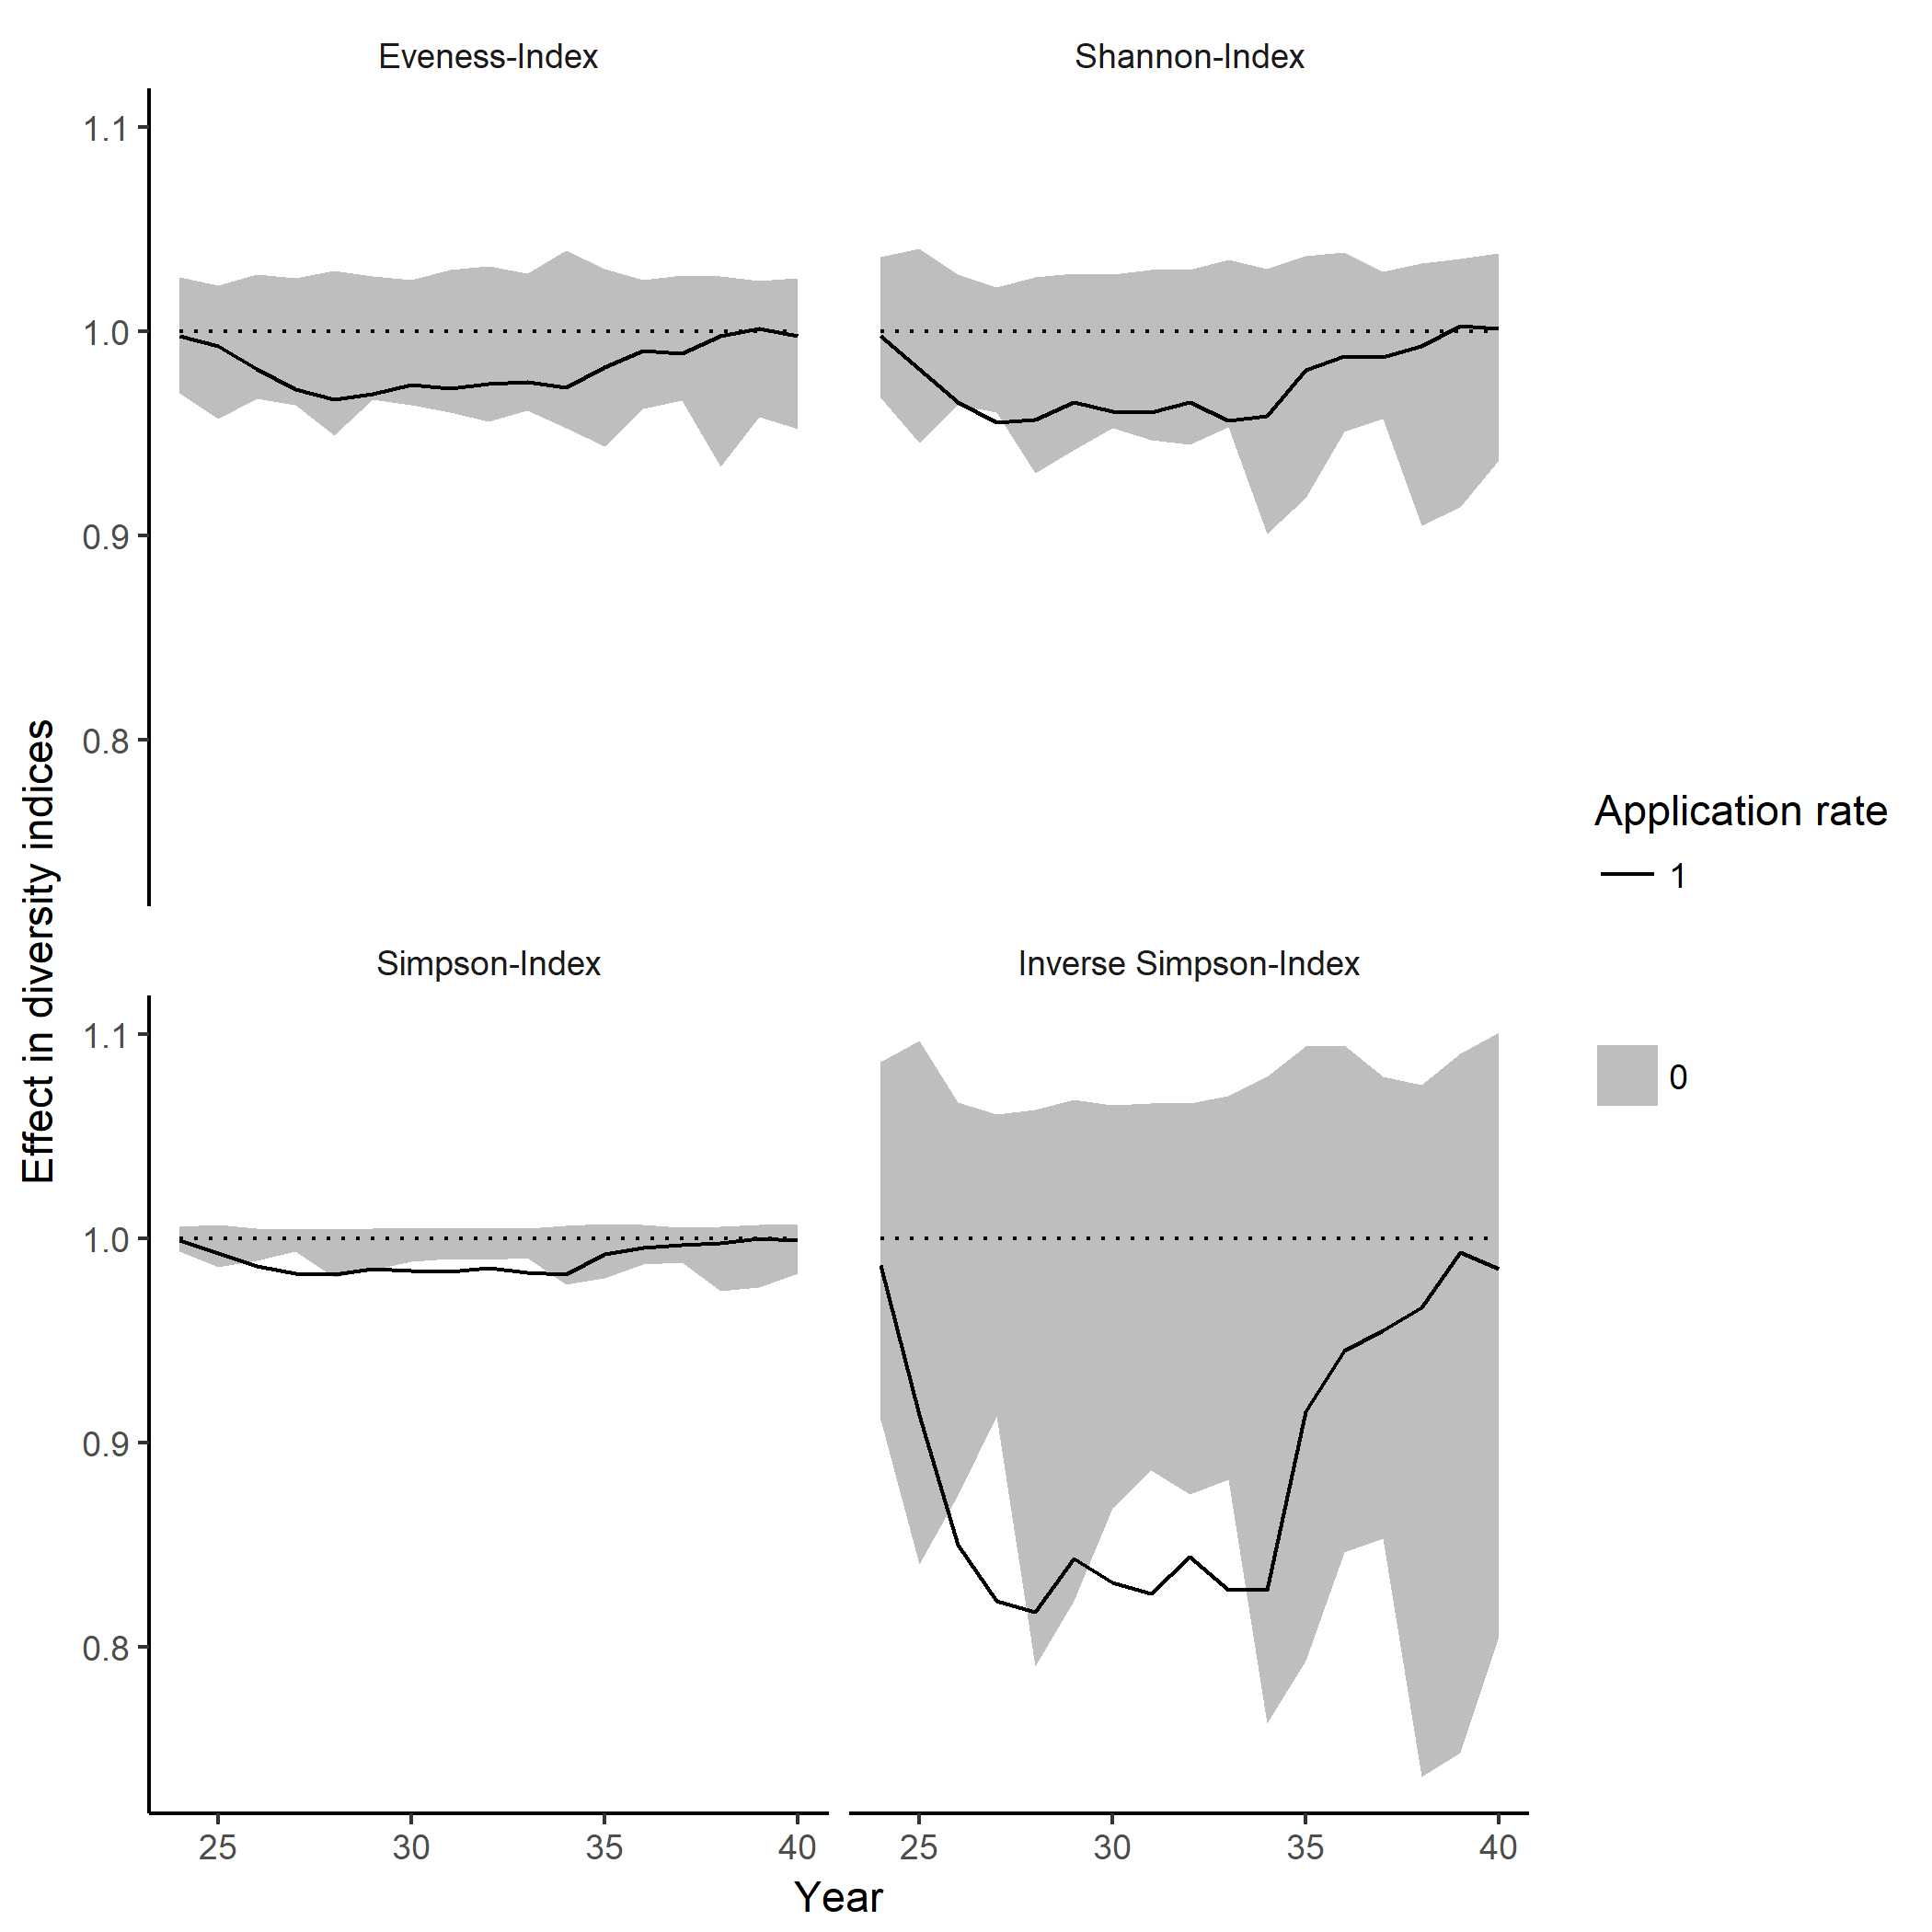 Eveness-Index
Shannon-Index
1.1
1.0
0.9
0.8
Effect in diversity indices
Simpson-Index
Inverse Simpson-Index
1.1
1.0
0.9
0.8
25 30 35 40
25 30 35 40
Year
Application rate
1
0